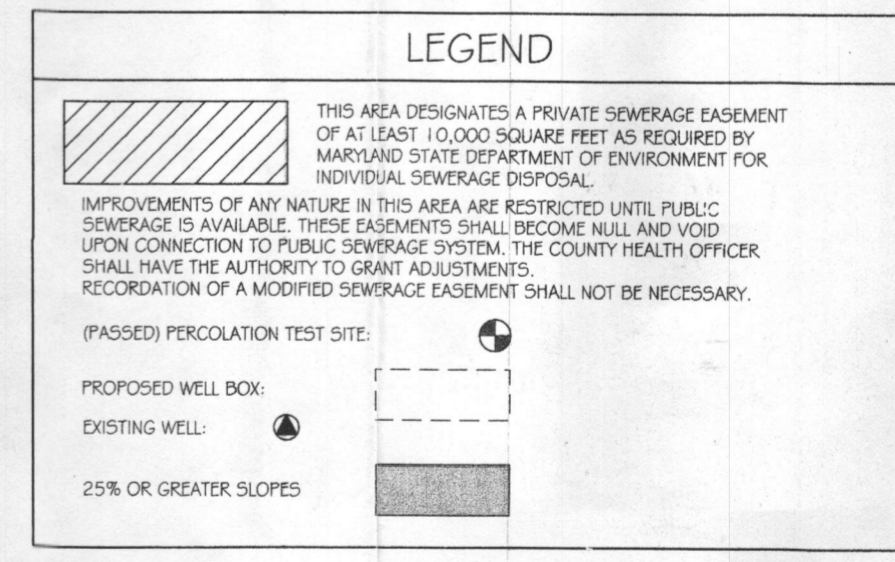 LEGEND
THIS AREA DESIGNATES A PRIVATE SEWERAGE EASEMENT
OF AT LEAST 10,000 SQUARE FEET AS REQUIRED BY
MARYLAND STATE DEPARTMENT OF ENVIRONMENT FOR
INDIVIDUAL SEWERAGE DISPOSAL.
IMPROVEMENTS OF ANY NATURE IN THIS AREA ARE RESTRICTED UNTIL PUBLIC
SEWERAGE IS AVAILABLE. THESE EASEMENTS SHALL BECOME NULL AND VOID
UPON CONNECTION TO PUBLIC SEWERAGE SYSTEM. THE COUNTY HEALTH OFFICER
SHALL HAVE THE AUTHORITY TO GRANT ADJUSTMENTS.
RECORDATION OF A MODIFIED SEWERAGE EASEMENT SHALL NOT BE NECESSARY.
(PASSED) PERCOLATION TEST SITE:
PROPOSED WELL BOX:
EXISTING WELL:
25% OR GREATER SLOPES